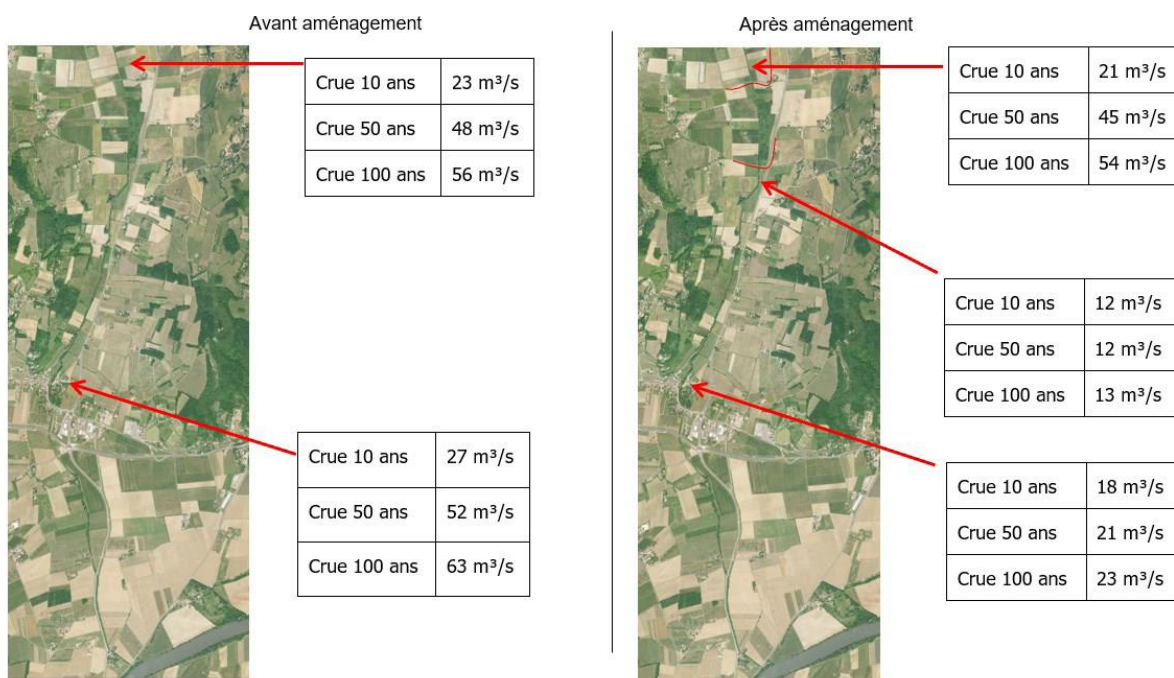 Avant aménagement
Crue 10 ans 23 m³/s
Crue 50 ans 48 m³/s
Crue 100 ans 56 m³/s
Crue 10 ans 27 m³/s
Crue 50 ans 52 m³/s
Crue 100 ans 63 m³/s
Après aménagement
Crue 10 ans 21 m³/s
Crue 50 ans 45 m³/s
Crue 100 ans 54 m³/s
Crue 10 ans 12 m³/s
Crue 50 ans 12 m³/s
Crue 100 ans 13 m³/s
Crue 10 ans 18 m³/s
Crue 50 ans 21 m³/s
Crue 100 ans 23 m³/s